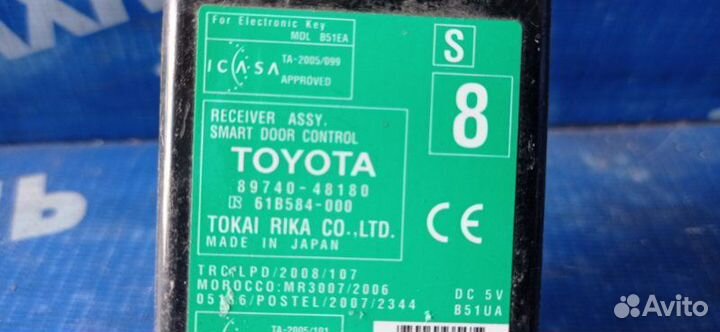 For Electronic Key
MDL B51EA
S
ICASA
TA-2005/099
APPROVED
8
RECEIVER ASSY.
SMART DOOR CONTROL
TOYOTA
89740-48180
61B584-000
TOKAI RIKA CO.,LTD.
MADE IN JAPAN
CE
TRC/LPD/2008/107
MOROCCO:MR3007/2006
/POSTEL/2007/2344
DC 5V
B51UA
TA-2005/101
Avito